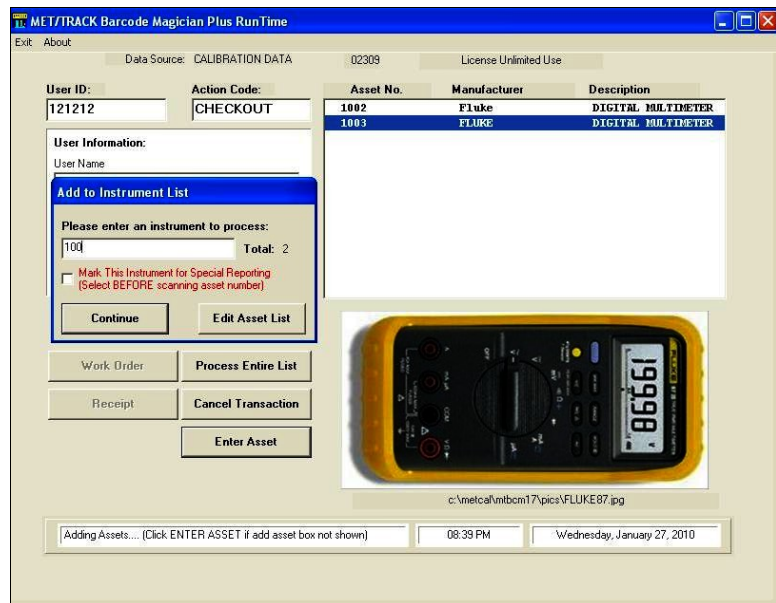 MET/TRACK Barcode Magician Plus RunTime
Exit About
Data Source: CALIBRATION DATA 02309 License Unlimited Use
User ID: Action Code: Asset No. Manufacturer Description
121212 CHECKOUT
1002 Fluke DIGITAL MULTIMETER
1003 FLUKE DIGITAL MULTIMETER
User Information:
User Name
Add to Instrument List
Please enter an instrument to process:
100 Total: 2
Mark This Instrument for Special Reporting
(Select BEFORE scanning asset number)
Continue Edit Asset List
Work Order Process Entire List
Receipt Cancel Transaction
Enter Asset
OFF
COM
199.68
c:\metcal\mtbcm17\pics\FLUKE87.jpg
Adding Assets.... (Click ENTER ASSET if add asset box not shown) 08:39 PM Wednesday, January 27, 2010